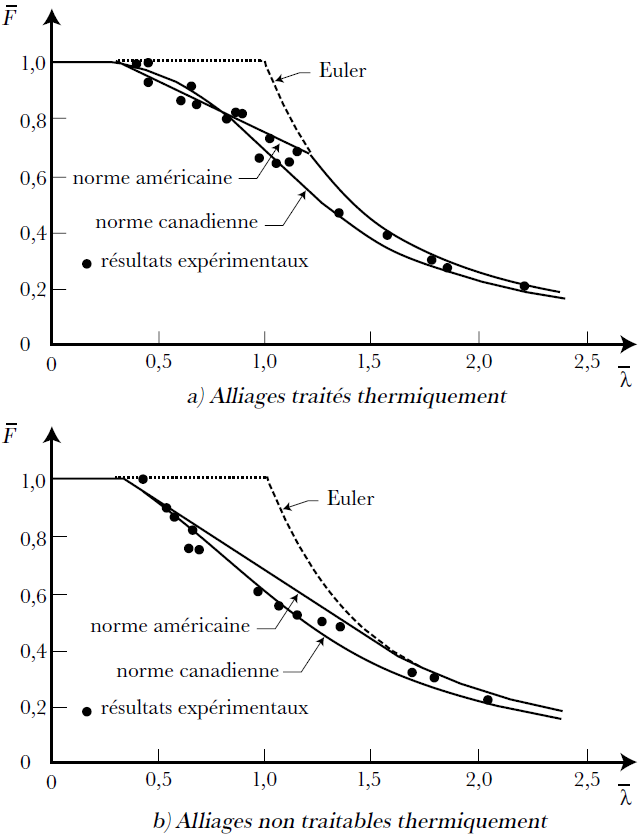 F̅
1,0
Euler
0,8
0,6
norme américaine
norme canadienne
0,4
résultats expérimentaux
0,2
0
0 0,5 1,0 1,5 2,0 2,5
λ̅
a) Alliages traités thermiquement
F̅
1,0
Euler
0,8
0,6
norme américaine
0,4
norme canadienne
résultats expérimentaux
0,2
0
0 0,5 1,0 1,5 2,0 2,5
λ̅
b) Alliages non traitables thermiquement